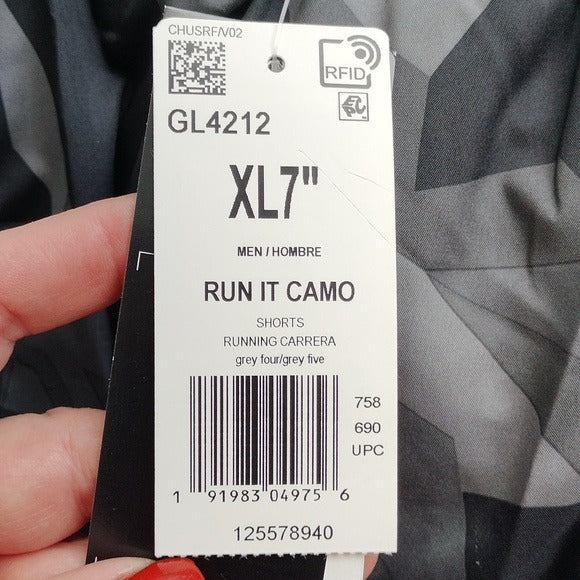 CHUSRF/V02
RFID
EPC
GL4212
XL7"
MEN / HOMBRE
RUN IT CAMO
SHORTS
RUNNING CARRERA
grey four/grey five
758
690
UPC
1 91983 04975 6
125578940